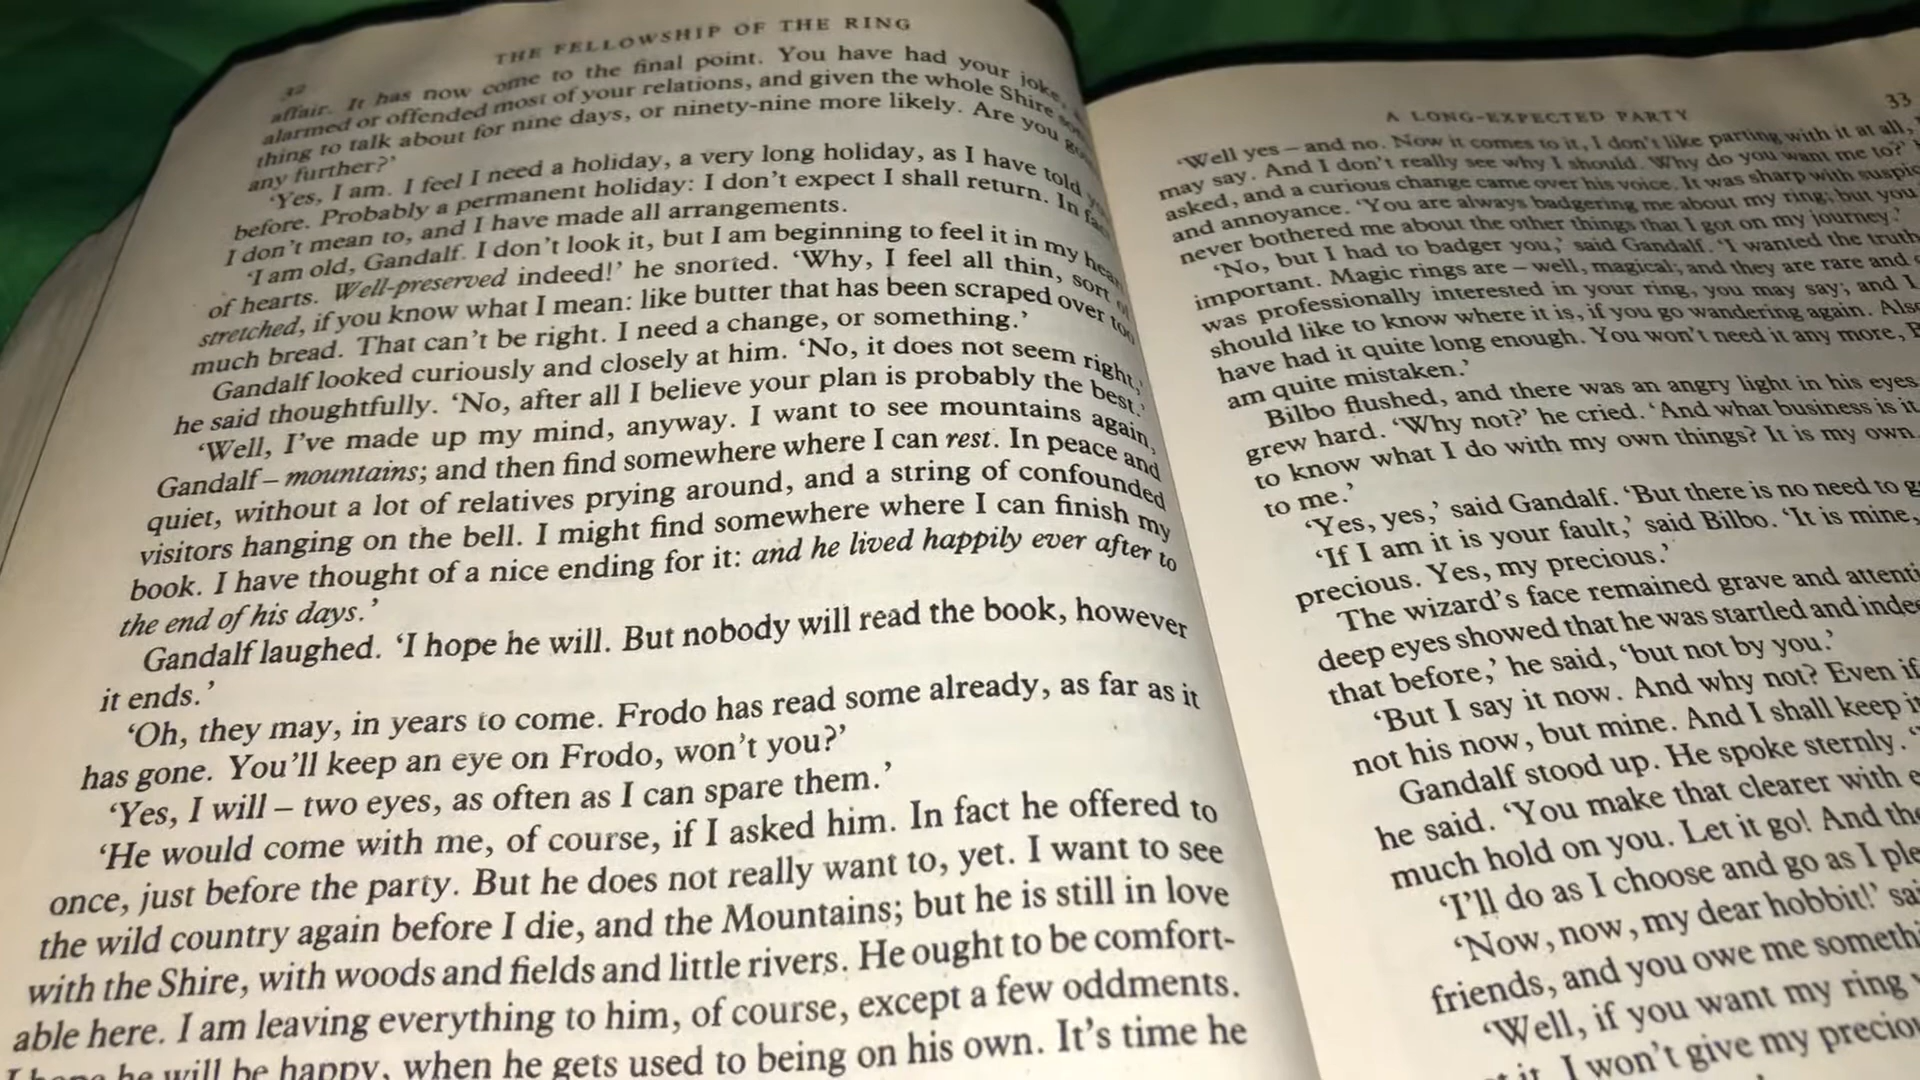 THE FELLOWSHIP OF THE RING
32
affair. It has now come to the final point. You have had your joke,
alarmed or offended most of your relations, and given the whole Shire
thing to talk about for nine days, or ninety-nine more likely. Are you
any further?’
‘Yes, I am. I feel I need a holiday, a very long holiday, as I have told
before. Probably a permanent holiday: I don’t expect I shall return. In fact
I don’t mean to, and I have made all arrangements.
‘I am old, Gandalf. I don’t look it, but I am beginning to feel it in my
of hearts. Well-preserved indeed!’ he snorted. ‘Why, I feel all thin, sort of
stretched, if you know what I mean: like butter that has been scraped over too
much bread. That can’t be right. I need a change, or something.’
Gandalf looked curiously and closely at him. ‘No, it does not seem right,’
he said thoughtfully. ‘No, after all I believe your plan is probably the best.’
‘Well, I’ve made up my mind, anyway. I want to see mountains again,
Gandalf – mountains; and then find somewhere where I can rest. In peace and
quiet, without a lot of relatives prying around, and a string of confounded
visitors hanging on the bell. I might find somewhere where I can finish my
book. I have thought of a nice ending for it: and he lived happily ever after to
the end of his days.’
Gandalf laughed. ‘I hope he will. But nobody will read the book, however
it ends.’
‘Oh, they may, in years to come. Frodo has read some already, as far as it
has gone. You’ll keep an eye on Frodo, won’t you?’
‘Yes, I will – two eyes, as often as I can spare them.’
‘He would come with me, of course, if I asked him. In fact he offered to
once, just before the party. But he does not really want to, yet. I want to see
the wild country again before I die, and the Mountains; but he is still in love
with the Shire, with woods and fields and little rivers. He ought to be comfort-
able here. I am leaving everything to him, of course, except a few oddments.
I hope he will be happy, when he gets used to being on his own. It’s time he
A LONG-EXPECTED PARTY
33
‘Well yes – and no. Now it comes to it, I don’t like parting with it at all,
may say. And I don’t really see why I should. Why do you want me to?’
asked, and a curious change came over his voice. It was sharp with
and annoyance. ‘You are always badgering me about my ring; but you
never bothered me about the other things that I got on my journey.’
‘No, but I had to badger you,’ said Gandalf. ‘I wanted the truth
important. Magic rings are – well, magical; and they are rare and
was professionally interested in your ring, you may say; and I
should like to know where it is, if you go wandering again. Also
have had it quite long enough. You won’t need it any more,
am quite mistaken.’
Bilbo flushed, and there was an angry light in his eyes.
grew hard. ‘Why not?’ he cried. ‘And what business is it
to know what I do with my own things? It is my own.
to me.’
‘Yes, yes,’ said Gandalf. ‘But there is no need to
‘If I am it is your fault,’ said Bilbo. ‘It is mine,
precious. Yes, my precious.’
The wizard’s face remained grave and
deep eyes showed that he was startled and
that before,’ he said, ‘but not by you.’
‘But I say it now. And why not? Even if
not his now, but mine. And I shall keep it
Gandalf stood up. He spoke sternly.
he said. ‘You make that clearer with
much hold on you. Let it go! And
‘I’ll do as I choose and go as I
‘Now, now, my dear hobbit!’
friends, and you owe me
‘Well, if you want my ring
it. I won’t give my